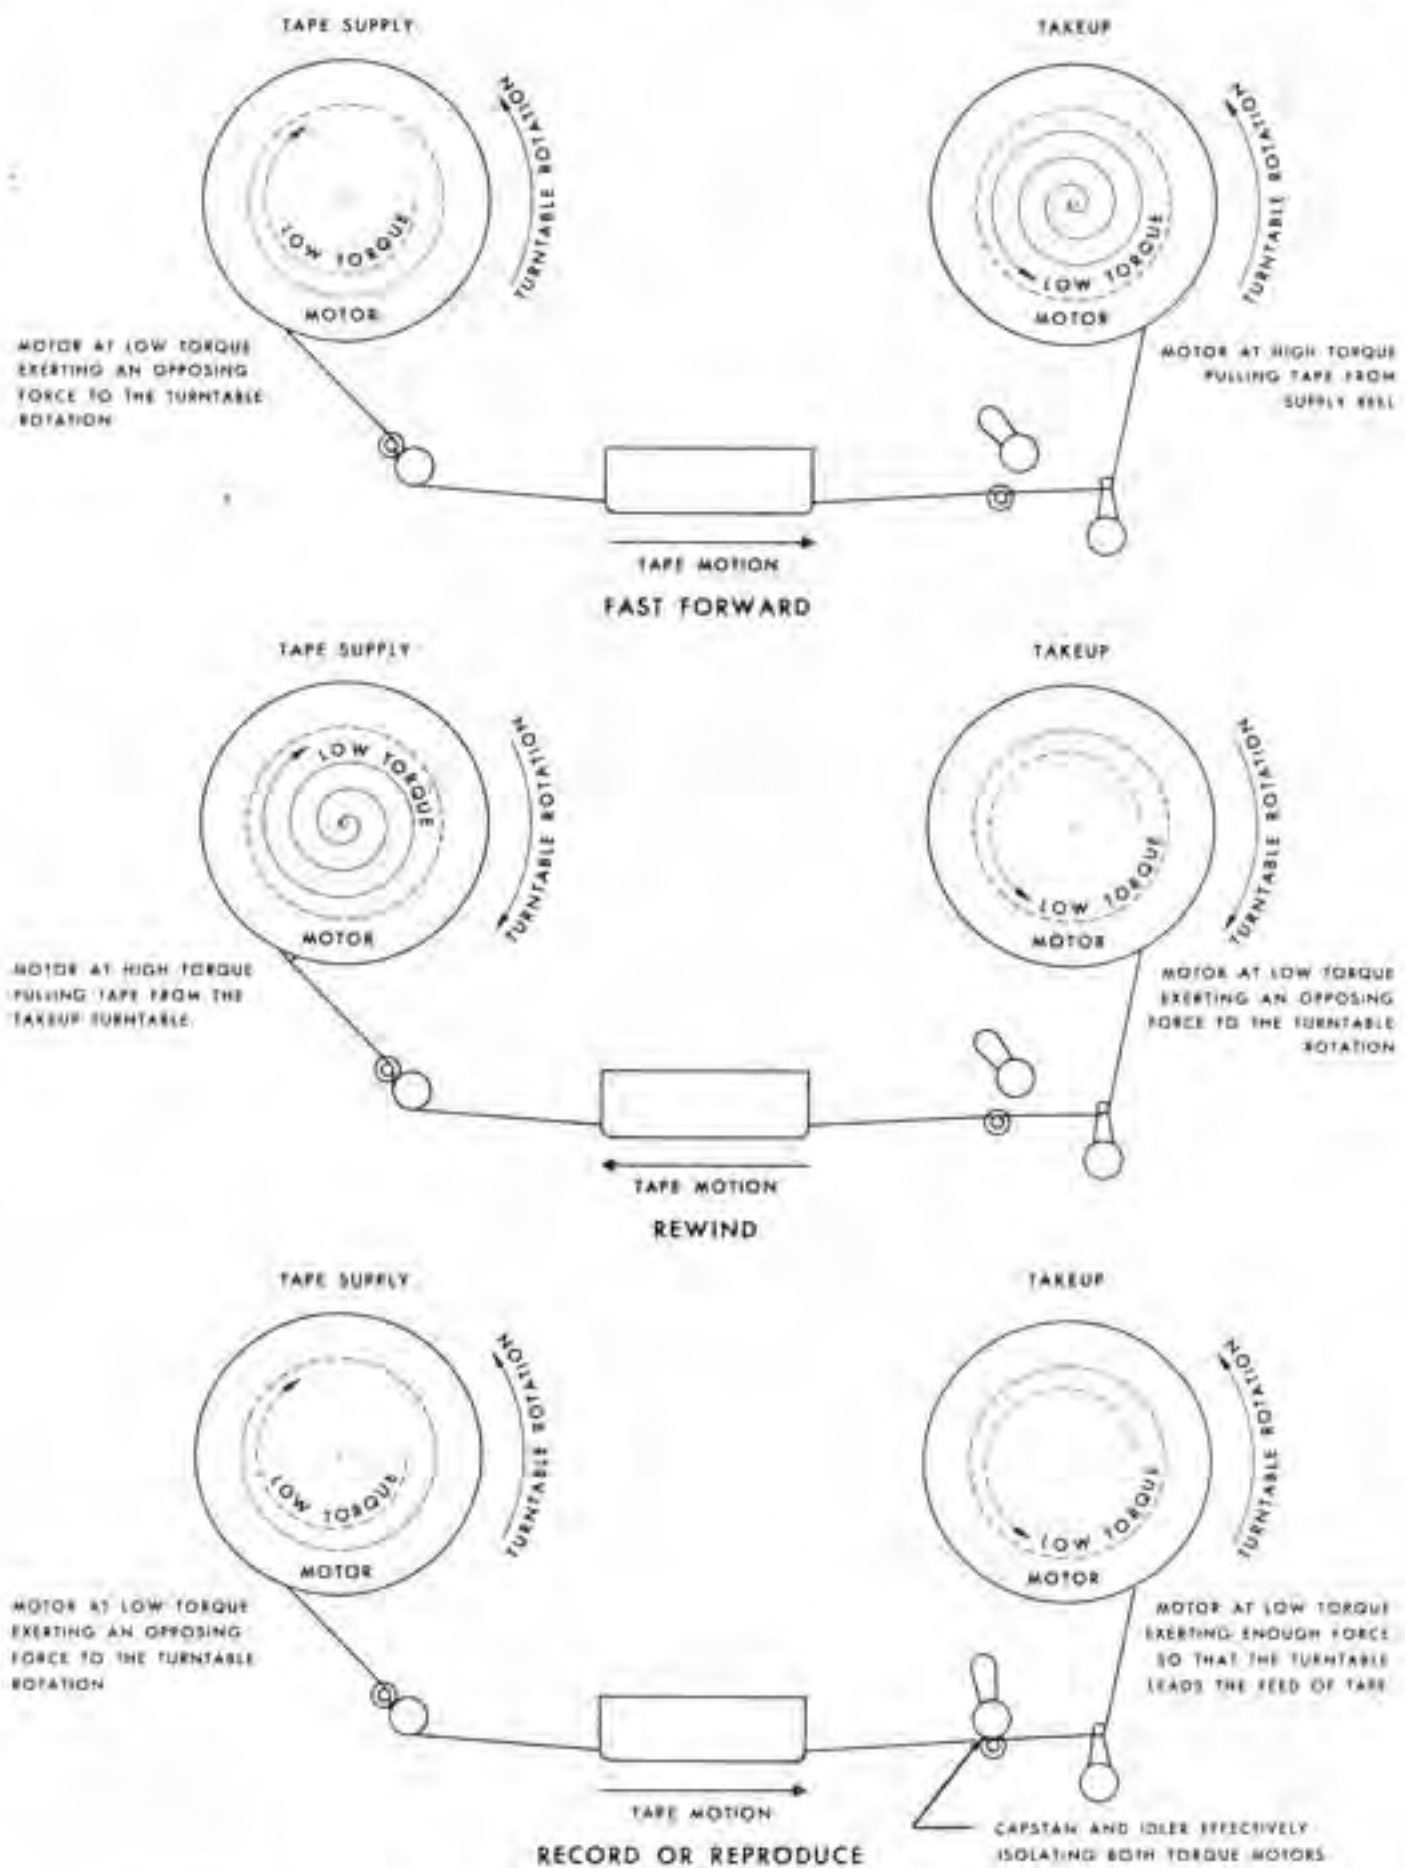 TAPE SUPPLY
TAKEUP
TURNTABLE ROTATION
LOW TORQUE
MOTOR
TURNTABLE ROTATION
LOW TORQUE
MOTOR
MOTOR AT LOW TORQUE
EXERTING AN OPPOSING
FORCE TO THE TURNTABLE
ROTATION
MOTOR AT HIGH TORQUE
PULLING TAPE FROM
SUPPLY REEL
TAPE MOTION
FAST FORWARD
TAPE SUPPLY
TAKEUP
LOW TORQUE
TURNTABLE ROTATION
MOTOR
TURNTABLE ROTATION
LOW TORQUE
MOTOR
MOTOR AT HIGH TORQUE
PULLING TAPE FROM THE
TAKEUP TURNTABLE.
MOTOR AT LOW TORQUE
EXERTING AN OPPOSING
FORCE TO THE TURNTABLE
ROTATION
TAPE MOTION
REWIND
TAPE SUPPLY
TAKEUP
TURNTABLE ROTATION
LOW TORQUE
MOTOR
TURNTABLE ROTATION
LOW TORQUE
MOTOR
MOTOR AT LOW TORQUE
EXERTING AN OPPOSING
FORCE TO THE TURNTABLE
ROTATION
MOTOR AT LOW TORQUE
EXERTING ENOUGH FORCE
SO THAT THE TURNTABLE
LEADS THE FEED OF TAPE
TAPE MOTION
CAPSTAN AND IDLER EFFECTIVELY
ISOLATING BOTH TORQUE MOTORS
RECORD OR REPRODUCE